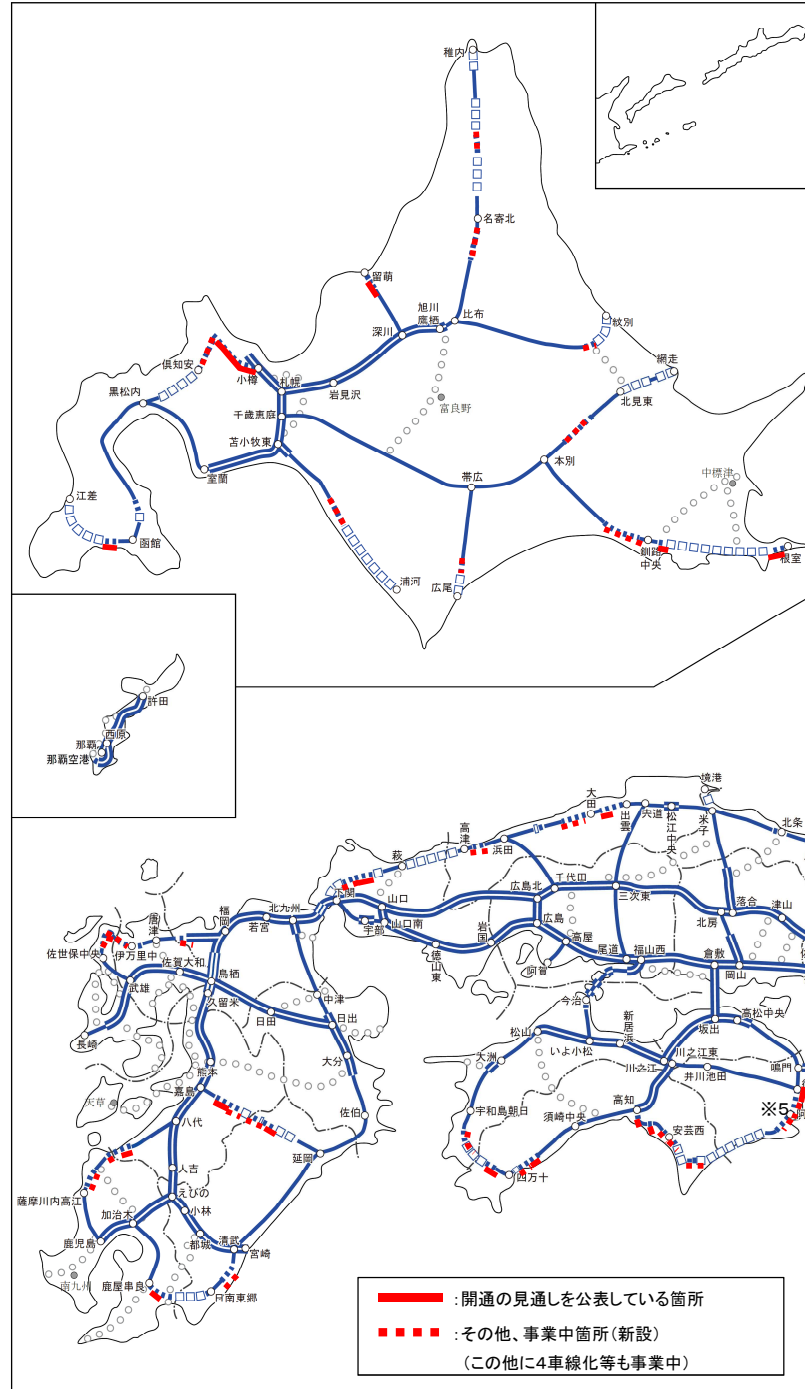 稚内
名寄北
留萌
旭川
鷹栖
比布
深川
紋別
網走
倶知安
小樽
札幌
岩見沢
北見東
黒松内
千歳恵庭
富良野
苫小牧東
室蘭
帯広
本別
中標津
江差
函館
釧路
中央
根室
浦河
広尾
許田
西原
那覇
那覇空港
境港
大田
出雲
宍道
松江中央
米子
北条
高津
浜田
萩
千代田
下関
山口
広島北
三次東
落合
津山
北九州
福岡
若宮
宇部
山口南
岩国
広島
高屋
北房
唐津
伊万里中
佐世保中央
佐賀大和
鳥栖
徳山東
阿賀
尾道
福山西
倉敷
岡山
武雄
久留米
中津
日出
今治
新居浜
坂出
高松中央
長崎
日田
松山
いよ小松
川之江東
鳴門
熊本
大分
大洲
川之江
井川池田
天草
嘉島
佐伯
宇和島朝日
須崎中央
高知
※5
八代
安芸西
延岡
四万十
人吉
薩摩川内高江
えびの
加治木
小林
鹿児島
都城
清武
宮崎
南九州
鹿屋串良
日南東郷
:開通の見通しを公表している箇所
:その他、事業中箇所(新設)
(この他に4車線化等も事業中)